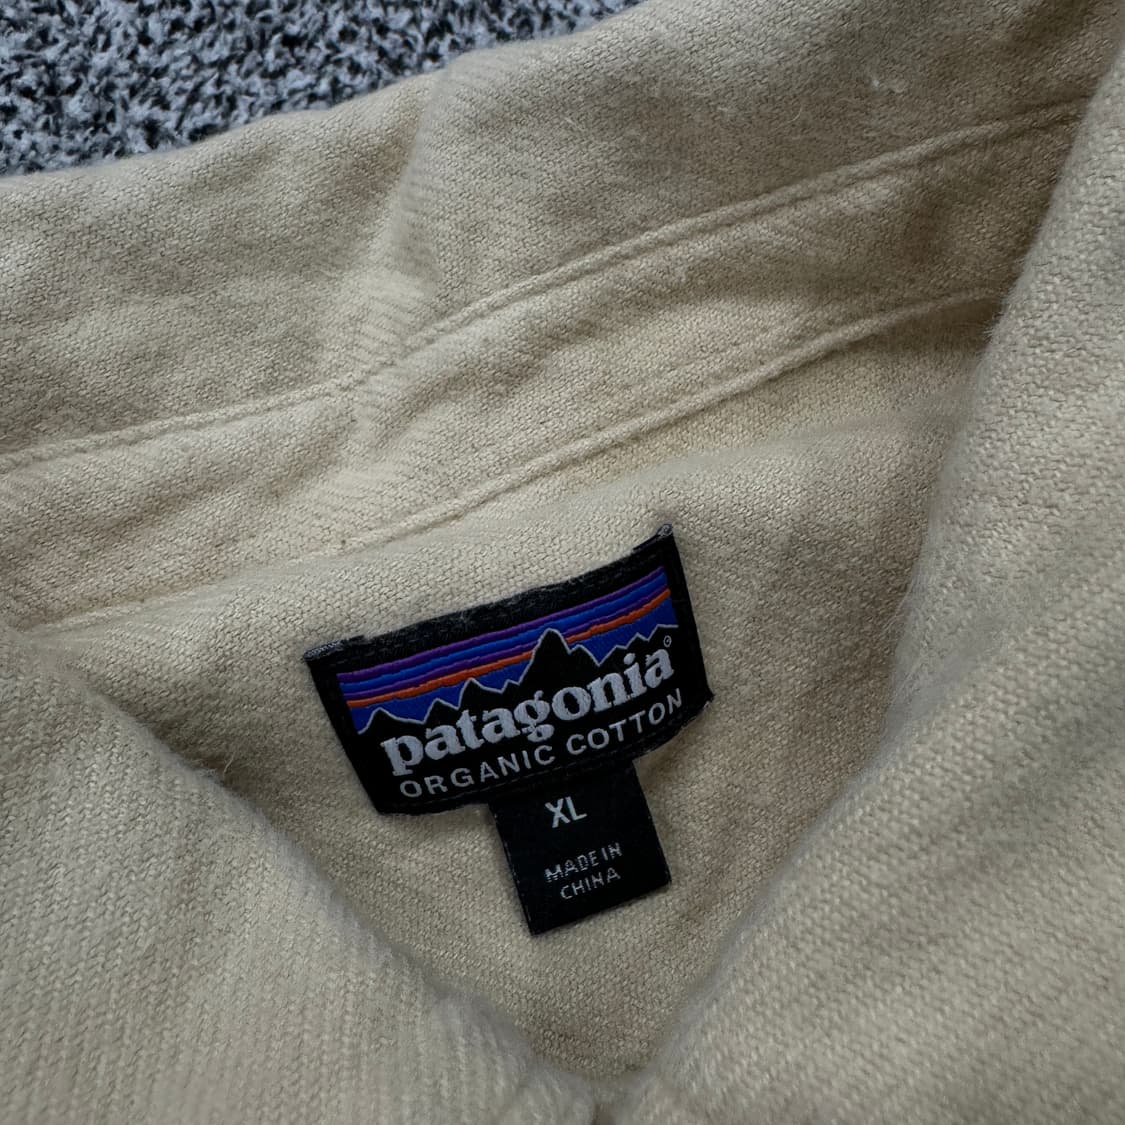 patagonia®
ORGANIC COTTON
XL
MADE IN
CHINA